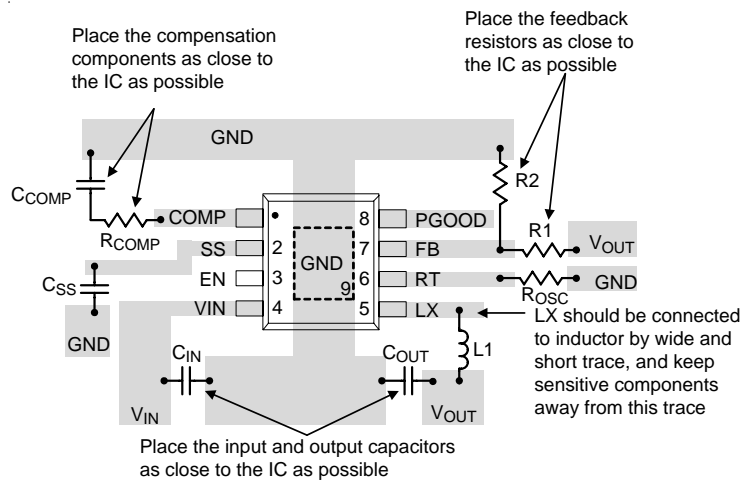 Place the compensation
components as close to
the IC as possible
Place the feedback
resistors as close to
the IC as possible
GND
CCOMP
RCOMP
R2
R1
VOUT
COMP
8
PGOOD
SS
2
7
FB
GND
EN
3
6
RT
9
VIN
4
5
LX
CSS
GND
ROSC
GND
LX should be connected
to inductor by wide and
short trace, and keep
sensitive components
away from this trace
CIN
COUT
L1
VIN
VOUT
Place the input and output capacitors
as close to the IC as possible